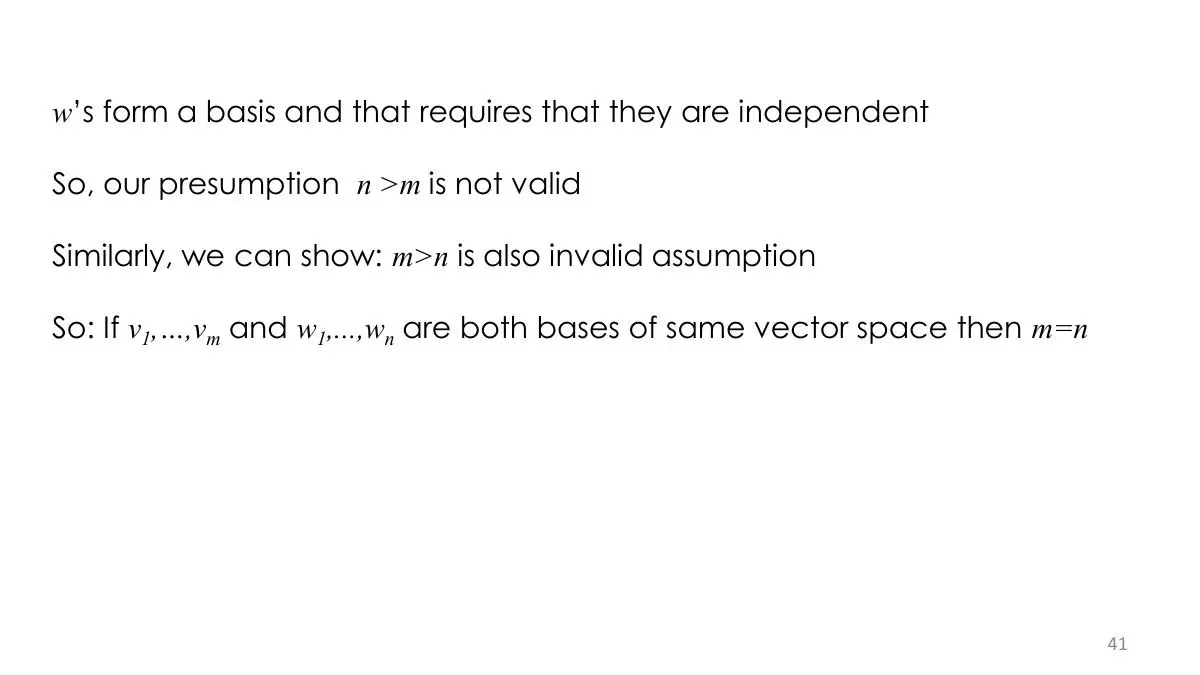 w's form a basis and that requires that they are independent
So, our presumption n >m is not valid
Similarly, we can show: m>n is also invalid assumption
So: If v1,...,vm and w1,...,wn are both bases of same vector space then m=n
41